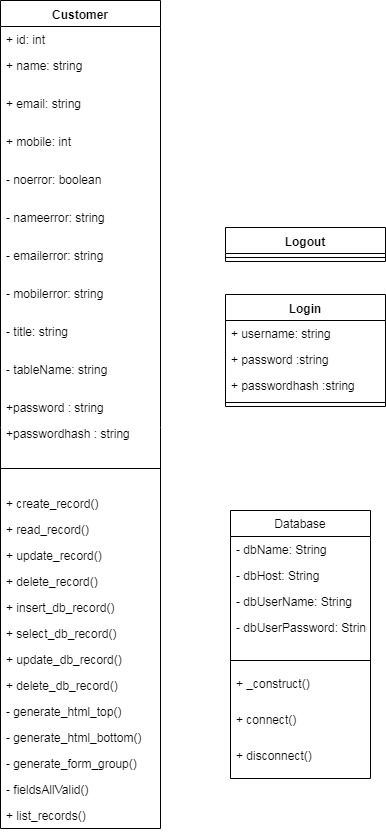 Customer
+ id: int
+ name: string
+ email: string
+ mobile: int
- noerror: boolean
- nameerror: string
- emailerror: string
- mobilerror: string
- title: string
- tableName: string
+password : string
+passwordhash : string
+ create_record()
+ read_record()
+ update_record()
+ delete_record()
+ insert_db_record()
+ select_db_record()
+ update_db_record()
+ delete_db_record()
- generate_html_top()
- generate_html_bottom()
- generate_form_group()
- fieldsAllValid()
+ list_records()
Logout
Login
+ username: string
+ password :string
+ passwordhash :string
Database
- dbName: String
- dbHost: String
- dbUserName: String
- dbUserPassword: Strin
+ _construct()
+ connect()
+ disconnect()